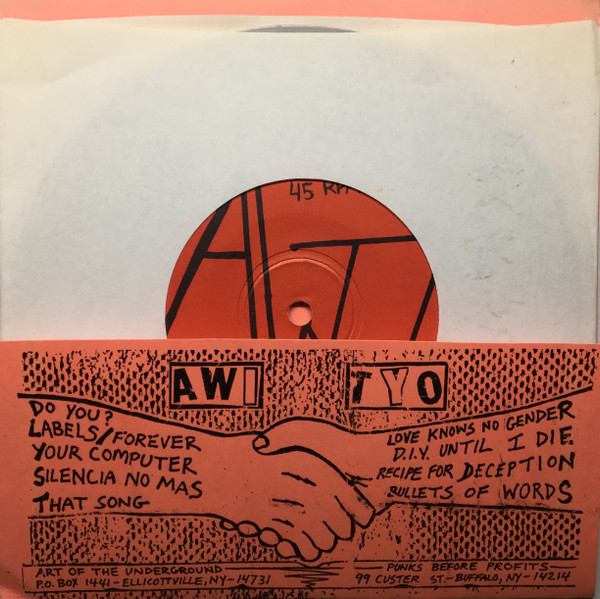 45 RPM
AWI
TYO
DO YOU?
LABELS/FOREVER
YOUR COMPUTER
SILENCIA NO MAS
THAT SONG
LOVE KNOWS NO GENDER
D.I.Y. UNTIL I DIE.
RECIPE FOR DECEPTION
BULLETS OF WORDS
ART OF THE UNDERGROUND
P.O. BOX 1441-ELLICOTTVILLE, NY-14731
PUNKS BEFORE PROFITS
99 CUSTER ST.-BUFFALO, NY-14214